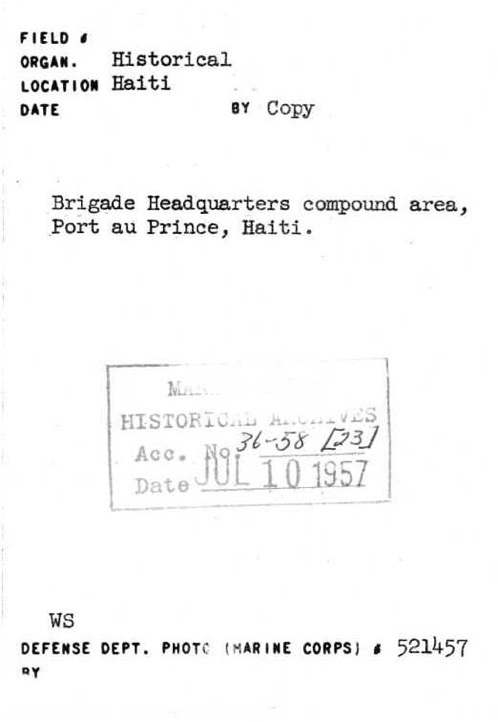 FIELD #
ORGAN. Historical
LOCATION Haiti
DATE BY Copy
Brigade Headquarters compound area,
Port au Prince, Haiti.
HISTORICAL ARCHIVES
Acc. No. 36-58 [23]
Date JUL 10 1957
WS
DEFENSE DEPT. PHOTO (MARINE CORPS) # 521457
BY